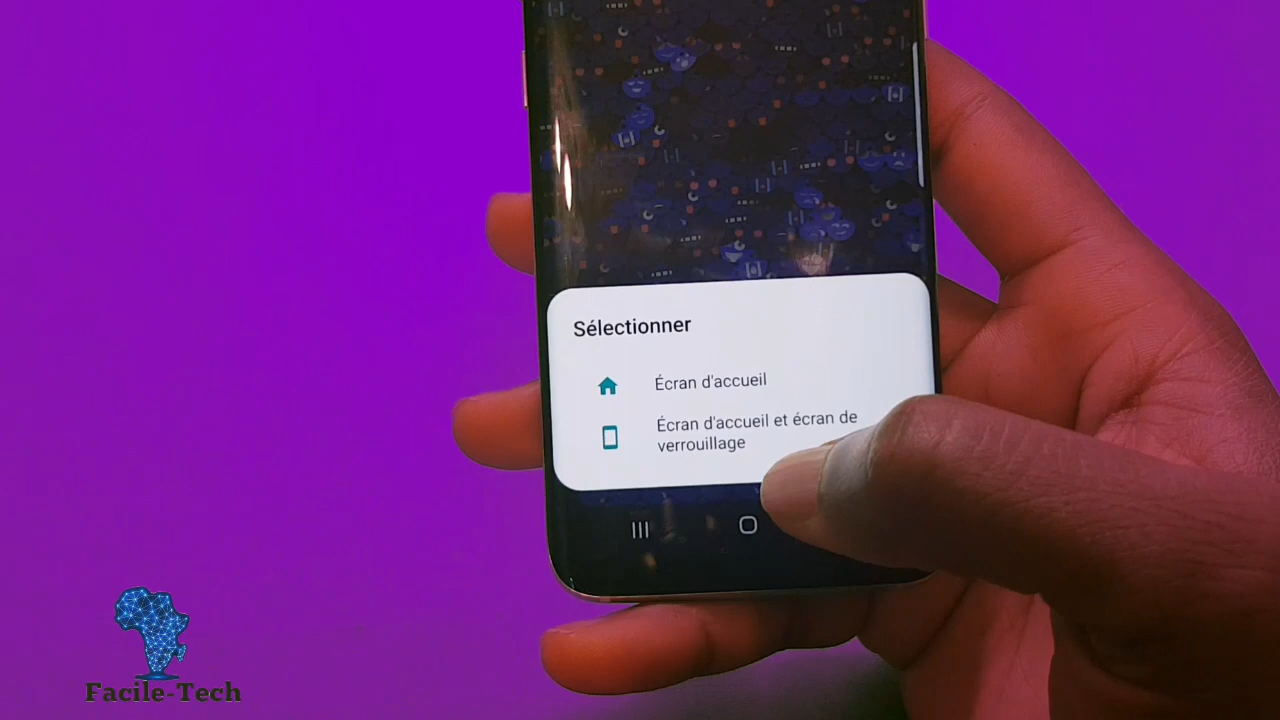 Sélectionner
Écran d'accueil
Écran d'accueil et écran de
verrouillage
Facile-Tech